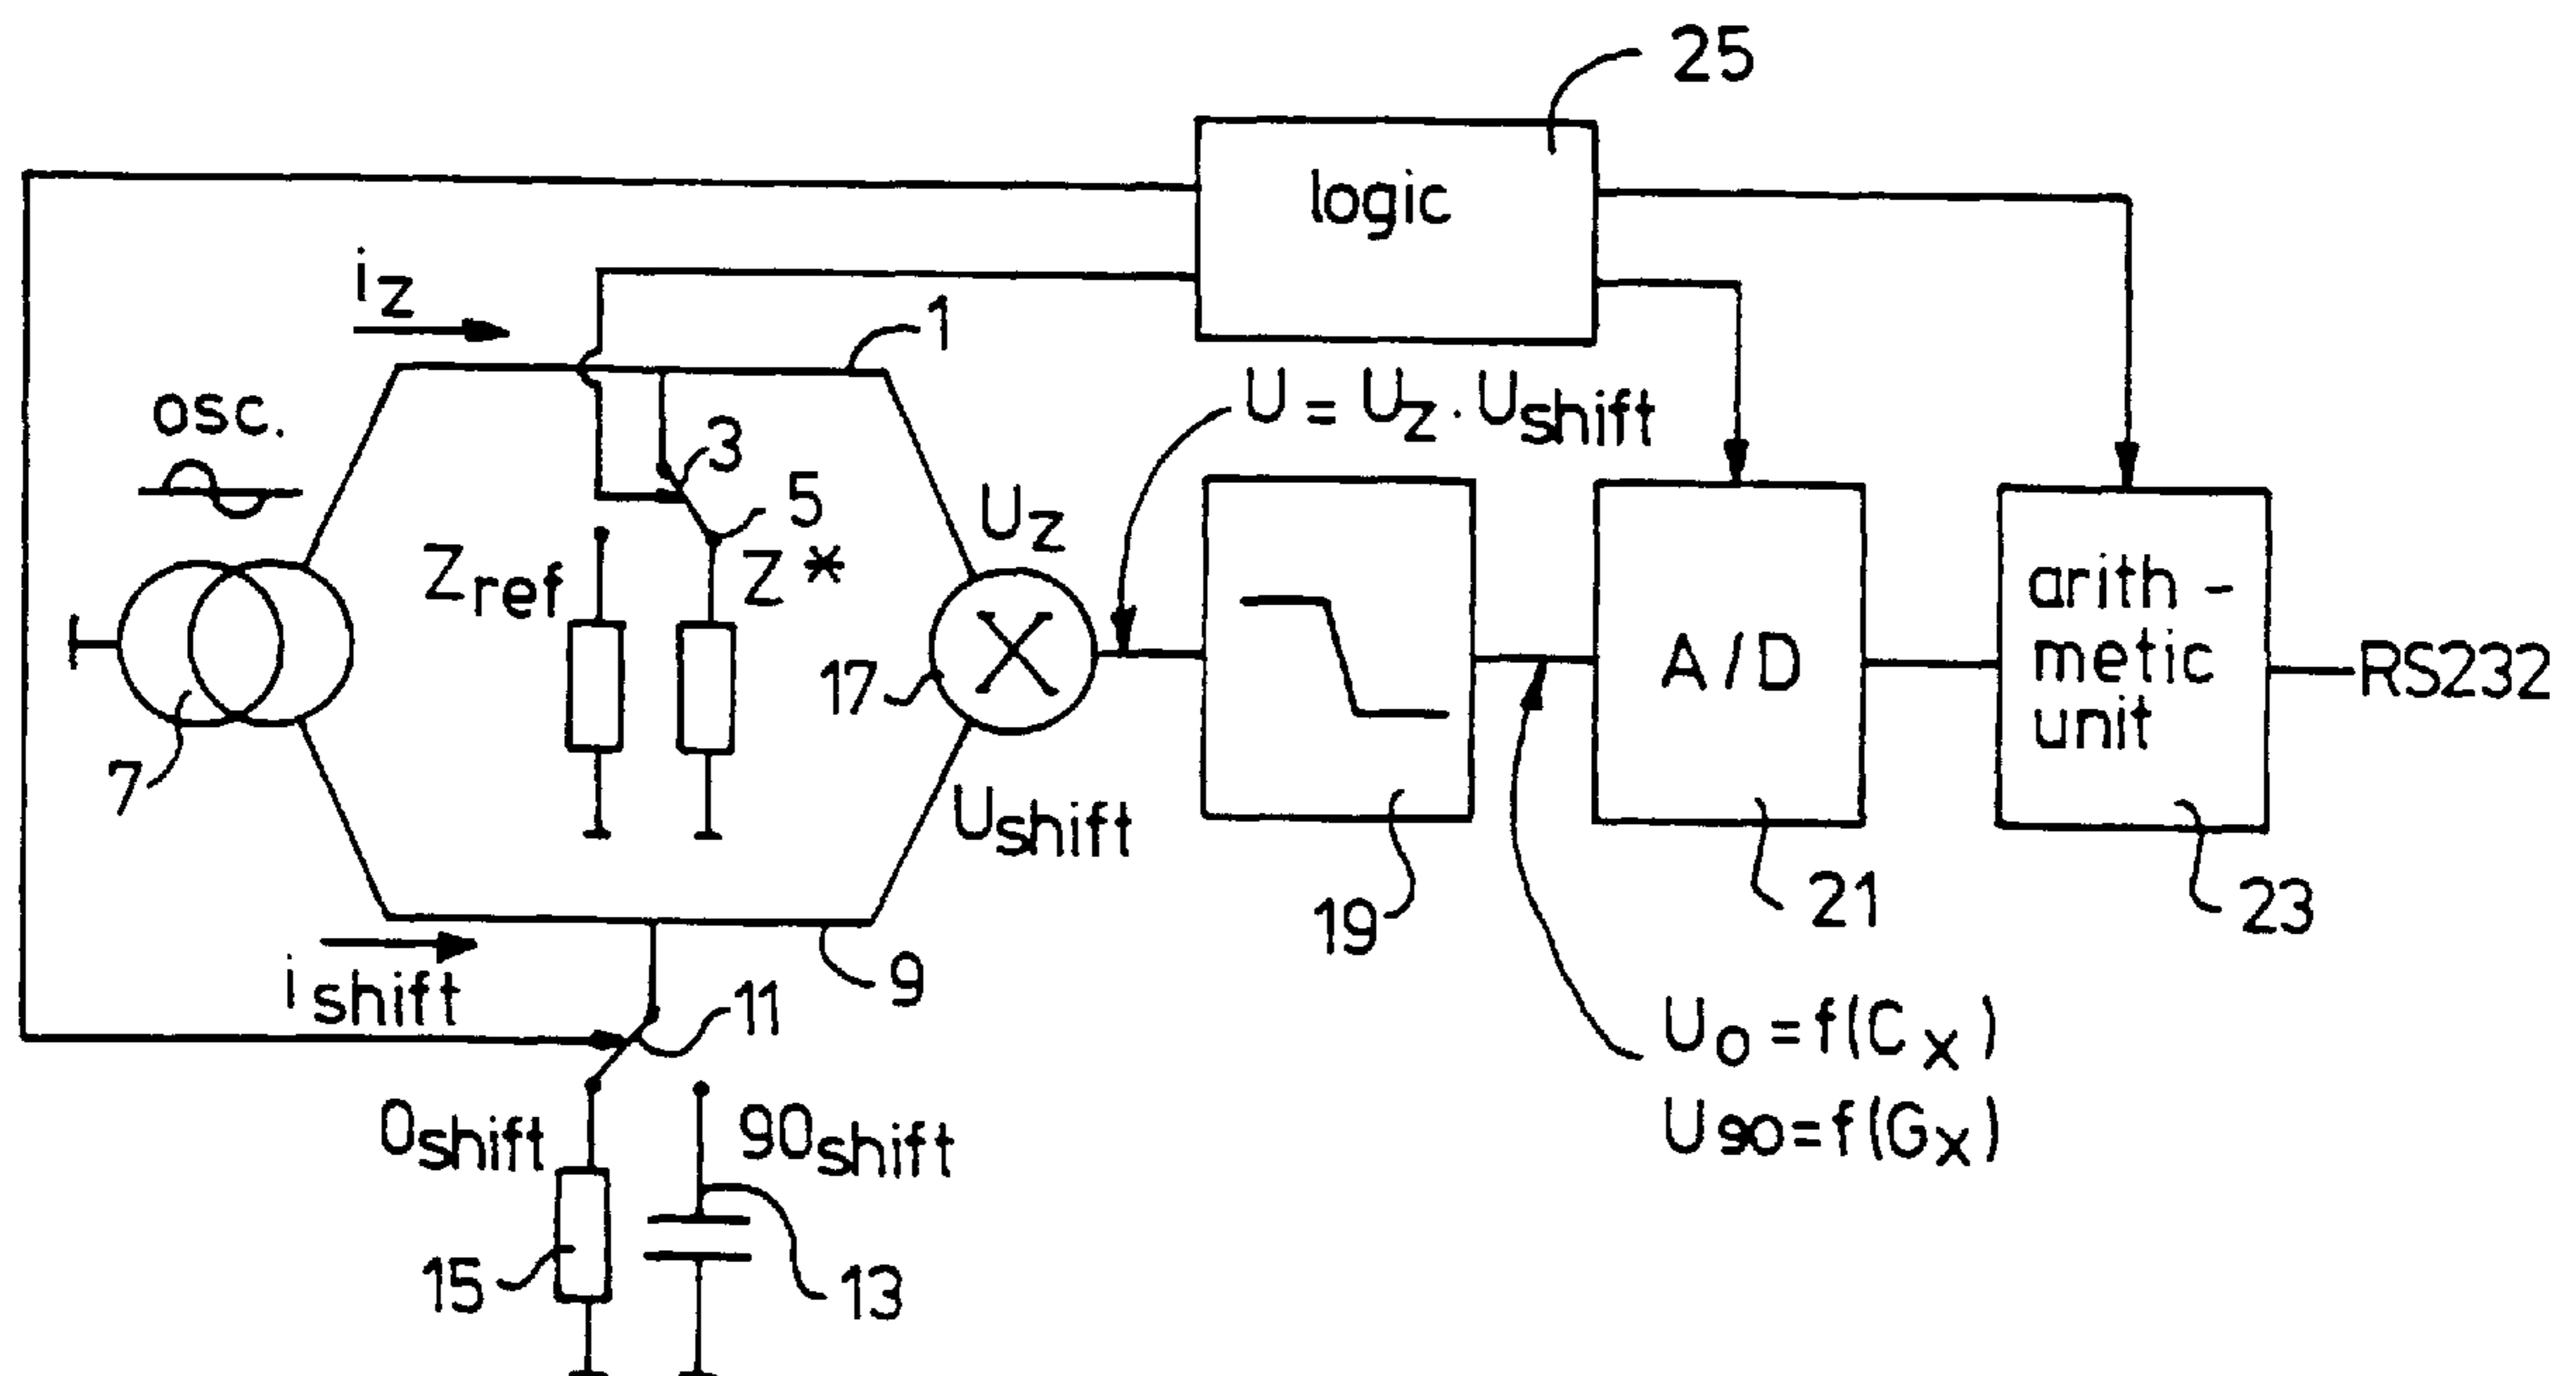 25
logic
iz
1
osc.
U = Uz . Ushift
3
5
Uz
Zref
Z*
arith -
metic
unit
A/D
RS232
17
7
Ushift
19
21
23
ishift
9
11
U0 = f(Cx)
0shift
90shift
U90 = f(Gx)
15
13